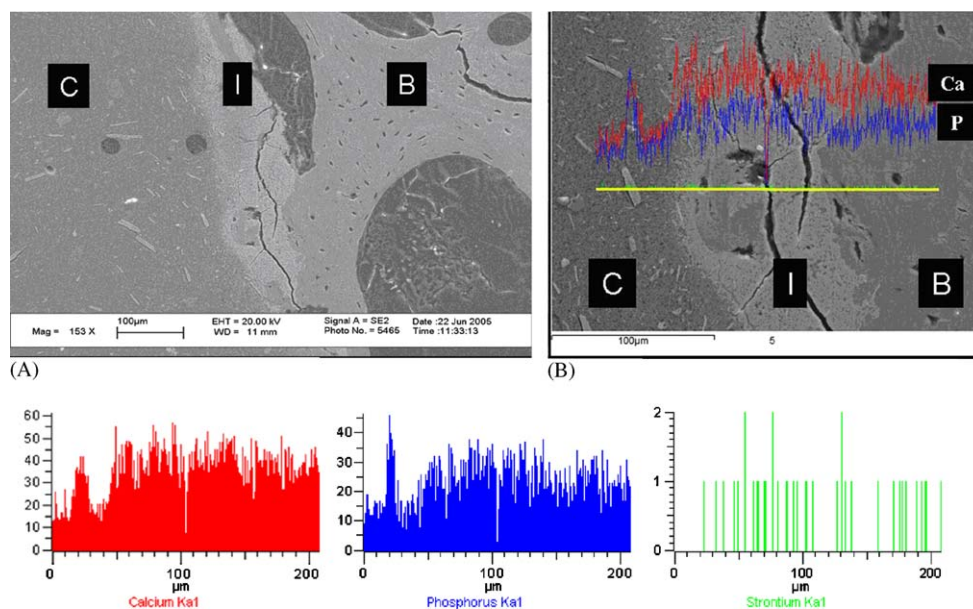 C I B
Mag = 153 X 100µm EHT = 20.00 kV Signal A = SE2 Date :22 Jun 2005
WD = 11 mm Photo No. = 5465 Time :11:33:13
(A)
Ca
P
C I B
100µm 5
(B)
60
50
40
30
20
10
0
0 100 200
µm
Calcium Ka1
40
30
20
10
0
0 100 200
µm
Phosphorus Ka1
2
1
0
0 100 200
µm
Strontium Ka1